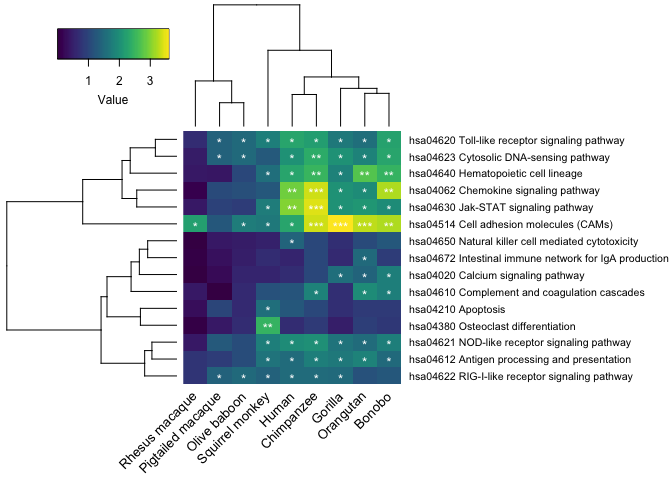 1 2 3
Value
* * * * * * * * hsa04620 Toll-like receptor signaling pathway
* * * ** * * * hsa04623 Cytosolic DNA-sensing pathway
* * * * ** ** hsa04640 Hematopoietic cell lineage
** *** * * ** hsa04062 Chemokine signaling pathway
* ** *** * * * hsa04630 Jak-STAT signaling pathway
* * * * *** *** *** ** hsa04514 Cell adhesion molecules (CAMs)
* hsa04650 Natural killer cell mediated cytotoxicity
* hsa04672 Intestinal immune network for IgA production
* * * hsa04020 Calcium signaling pathway
* * * hsa04610 Complement and coagulation cascades
* hsa04210 Apoptosis
** hsa04380 Osteoclast differentiation
* * * * * * hsa04621 NOD-like receptor signaling pathway
* * * * * * hsa04612 Antigen processing and presentation
* * * * * * hsa04622 RIG-I-like receptor signaling pathway
Rhesus macaque
Pigtailed macaque
Olive baboon
Squirrel monkey
Human
Chimpanzee
Gorilla
Orangutan
Bonobo